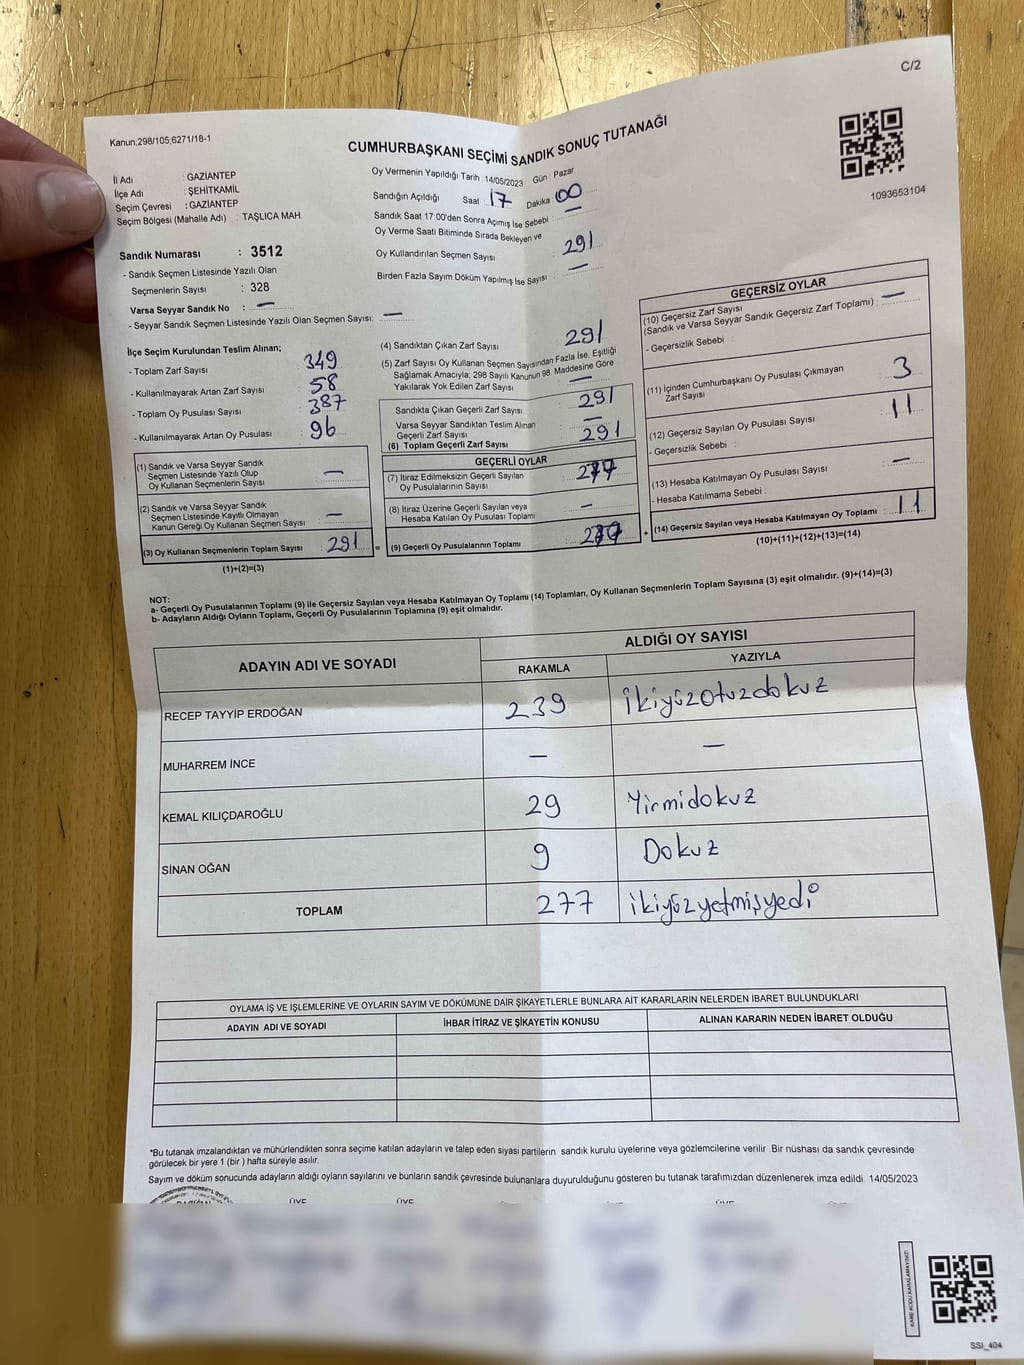 C/2
Kanun;298/105;6271/18-1
CUMHURBAŞKANI SEÇİMİ SANDIK SONUÇ TUTANAĞI
1093653104
İl Adı : GAZİANTEP
İlçe Adı : ŞEHİTKAMİL
Seçim Çevresi : GAZİANTEP
Seçim Bölgesi (Mahalle Adı) : TAŞLICA MAH.
Sandık Numarası : 3512
- Sandık Seçmen Listesinde Yazılı Olan
Seçmenlerin Sayısı : 328
Varsa Seyyar Sandık No : —
- Seyyar Sandık Seçmen Listesinde Yazılı Olan Seçmen Sayısı: —
Oy Vermenin Yapıldığı Tarih :14/05/2023 Gün : Pazar
Sandığın Açıldığı Saat : 17 Dakika 00
Sandık Saat 17:00'den Sonra Açımış İse Sebebi : —
Oy Verme Saati Bitiminde Sırada Bekleyen ve
Oy Kullandırılan Seçmen Sayısı : 291
Birden Fazla Sayım Döküm Yapılmış İse Sayısı : —
İlçe Seçim Kurulundan Teslim Alınan;
- Toplam Zarf Sayısı 349
- Kullanılmayarak Artan Zarf Sayısı 58
- Toplam Oy Pusulası Sayısı 387
- Kullanılmayarak Artan Oy Pusulası 96
(1) Sandık ve Varsa Seyyar Sandık
Seçmen Listesinde Yazılı Olup
Oy Kullanan Seçmenlerin Sayısı : —
(2) Sandık ve Varsa Seyyar Sandık
Seçmen Listesinde Kayıtlı Olmayan
Kanun Gereği Oy Kullanan Seçmen Sayısı : —
(3) Oy Kullanan Seçmenlerin Toplam Sayısı : 291
(1)+(2)=(3)
(4) Sandıktan Çıkan Zarf Sayısı 291
(5) Zarf Sayısı Oy Kullanan Seçmen Sayısından Fazla İse, Eşitliği
Sağlamak Amacıyla; 298 Sayılı Kanunun 98. Maddesine Göre
Yakılarak Yok Edilen Zarf Sayısı —
Sandıkta Çıkan Geçerli Zarf Sayısı 291
Varsa Seyyar Sandıktan Teslim Alınan
Geçerli Zarf Sayısı —
(6) Toplam Geçerli Zarf Sayısı 291
GEÇERLİ OYLAR
(7) İtiraz Edilmeksizin Geçerli Sayılan
Oy Pusulalarının Sayısı : 277
(8) İtiraz Üzerine Geçerli Sayılan veya
Hesaba Katılan Oy Pusulası Toplamı : —
= (9) Geçerli Oy Pusulalarının Toplamı :
GEÇERSİZ OYLAR
(10) Geçersiz Zarf Sayısı
(Sandık ve Varsa Seyyar Sandık Geçersiz Zarf Toplamı) : —
- Geçersizlik Sebebi :
(11) İçinden Cumhurbaşkanı Oy Pusulası Çıkmayan
Zarf Sayısı 3
(12) Geçersiz Sayılan Oy Pusulası Sayısı 11
- Geçersizlik Sebebi :
(13) Hesaba Katılmayan Oy Pusulası Sayısı —
- Hesaba Katılmama Sebebi :
+ (14) Geçersiz Sayılan veya Hesaba Katılmayan Oy Toplamı : 11
(10)+(11)+(12)+(13)=(14)
NOT:
a- Geçerli Oy Pusulalarının Toplamı (9) ile Geçersiz Sayılan veya Hesaba Katılmayan Oy Toplamı (14) Toplamları, Oy Kullanan Seçmenlerin Toplam Sayısına (3) eşit olmalıdır. (9)+(14)=(3)
b- Adayların Aldığı Oyların Toplamı, Geçerli Oy Pusulalarının Toplamına (9) eşit olmalıdır.
ADAYIN ADI VE SOYADI ALDIĞI OY SAYISI
RAKAMLA YAZIYLA
RECEP TAYYİP ERDOĞAN 239 ikiyüzotuzdokuz
MUHARREM İNCE — —
KEMAL KILIÇDAROĞLU 29 Yirmidokuz
SİNAN OĞAN 9 Dokuz
TOPLAM 277 ikiyüzyetmişyedi
OYLAMA İŞ VE İŞLEMLERİNE VE OYLARIN SAYIM VE DÖKÜMÜNE DAİR ŞİKAYETLERLE BUNLARA AİT KARARLARIN NELERDEN İBARET BULUNDUKLARI
ADAYIN ADI VE SOYADI İHBAR İTİRAZ VE ŞİKAYETİN KONUSU ALINAN KARARIN NEDEN İBARET OLDUĞU
*Bu tutanak imzalandıktan ve mühürlendikten sonra seçime katılan adayların ve talep eden siyasi partilerin sandık kurulu üyelerine veya gözlemcilerine verilir. Bir nüshası da sandık çevresinde
görülecek bir yere 1 (bir ) hafta süreyle asılır.
Sayım ve döküm sonucunda adayların aldığı oyların sayılarını ve bunların sandık çevresinde bulunanlara duyurulduğunu gösteren bu tutanak tarafımızdan düzenlenerek imza edildi. 14/05/2023
ÜYE ÜYE ÜYE
KARE KODU KARALAMAYINIZ!
SSI_404